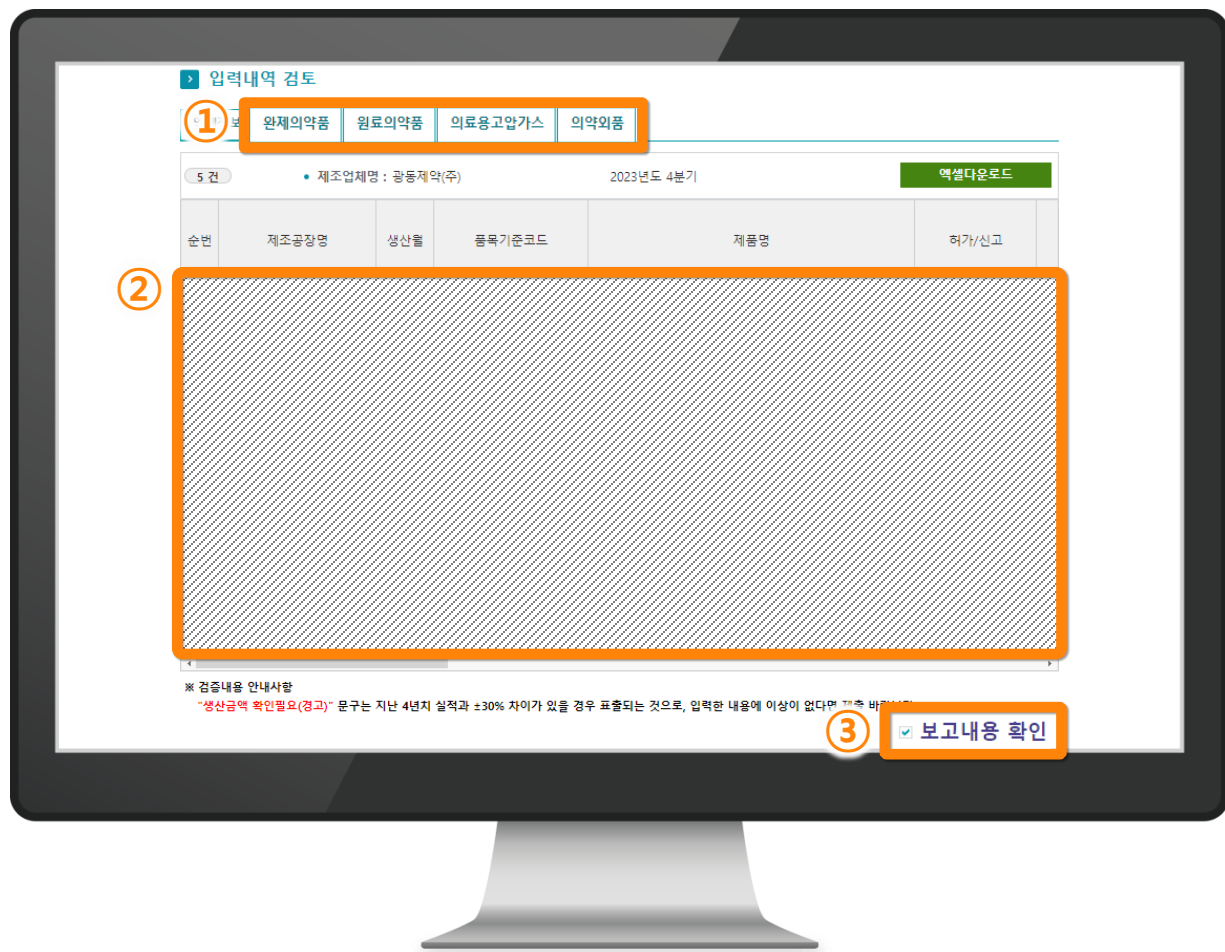 입력내역 검토
① 보 완제의약품 원료의약품 의료용고압가스 의약외품
5 건 • 제조업체명 : 광동제약(주) 2023년도 4분기 엑셀다운로드
순번 제조공장명 생산월 품목기준코드 제품명 허가/신고
②
※ 검증내용 안내사항
"생산금액 확인필요(경고)" 문구는 지난 4년치 실적과 ±30% 차이가 있을 경우 표출되는 것으로, 입력한 내용에 이상이 없다면
③ 보고내용 확인